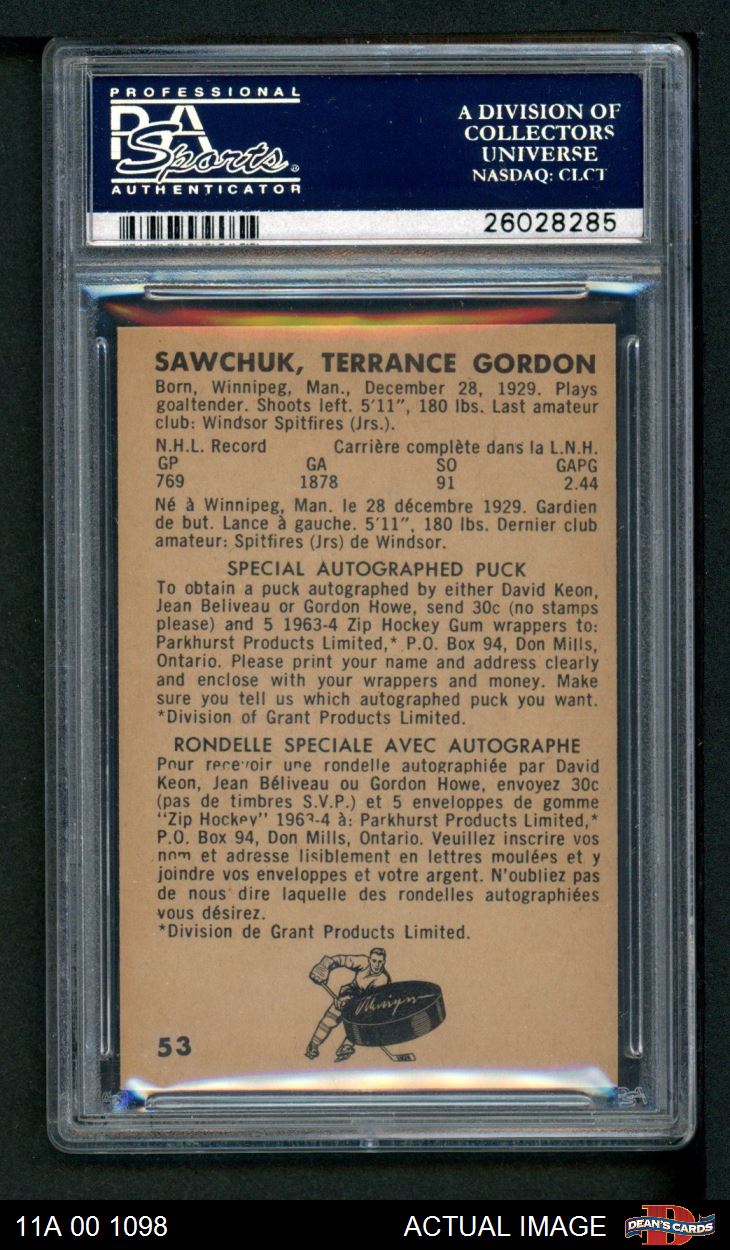 PROFESSIONAL
PSA
Sports
AUTHENTICATOR
A DIVISION OF
COLLECTORS
UNIVERSE
NASDAQ: CLCT
26028285
SAWCHUK, TERRANCE GORDON
Born, Winnipeg, Man., December 28, 1929. Plays
goaltender. Shoots left. 5'11", 180 lbs. Last amateur
club: Windsor Spitfires (Jrs.).
N.H.L. Record Carrière complète dans la L.N.H.
GP GA SO GAPG
769 1878 91 2.44
Né à Winnipeg, Man. le 28 décembre 1929. Gardien
de but. Lance à gauche. 5'11", 180 lbs. Dernier club
amateur: Spitfires (Jrs) de Windsor.
SPECIAL AUTOGRAPHED PUCK
To obtain a puck autographed by either David Keon,
Jean Beliveau or Gordon Howe, send 30c (no stamps
please) and 5 1963-4 Zip Hockey Gum wrappers to:
Parkhurst Products Limited,* P.O. Box 94, Don Mills,
Ontario. Please print your name and address clearly
and enclose with your wrappers and money. Make
sure you tell us which autographed puck you want.
*Division of Grant Products Limited.
RONDELLE SPECIALE AVEC AUTOGRAPHE
Pour recevoir une rondelle autographiée par David
Keon, Jean Béliveau ou Gordon Howe, envoyez 30c
(pas de timbres S.V.P.) et 5 enveloppes de gomme
"Zip Hockey" 1963-4 à: Parkhurst Products Limited,*
P.O. Box 94, Don Mills, Ontario. Veuillez inscrire vos
nom et adresse lisiblement en lettres moulées et y
joindre vos enveloppes et votre argent. N'oubliez pas
de nous dire laquelle des rondelles autographiées
vous désirez.
*Division de Grant Products Limited.
53
11A 00 1098
ACTUAL IMAGE
DEAN'S CARDS